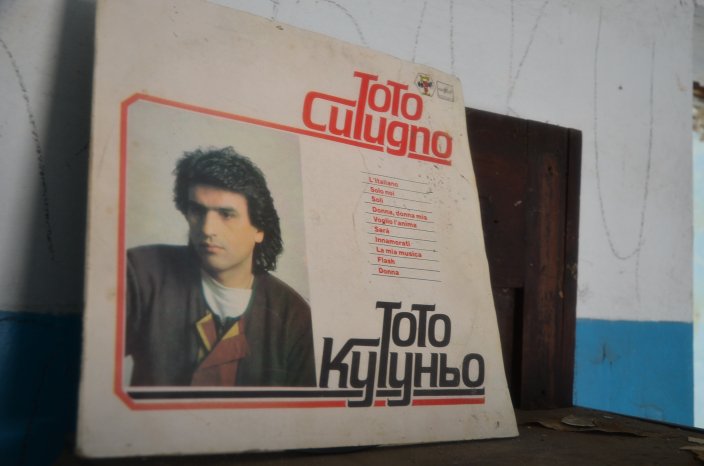 ToTo
Cutugno
L'italiano
Solo noi
Soli
Donna, donna mia
Voglio l'anima
Sarà
Innamorati
La mia musica
Flash
Donna
ТоТо
Кутуньо